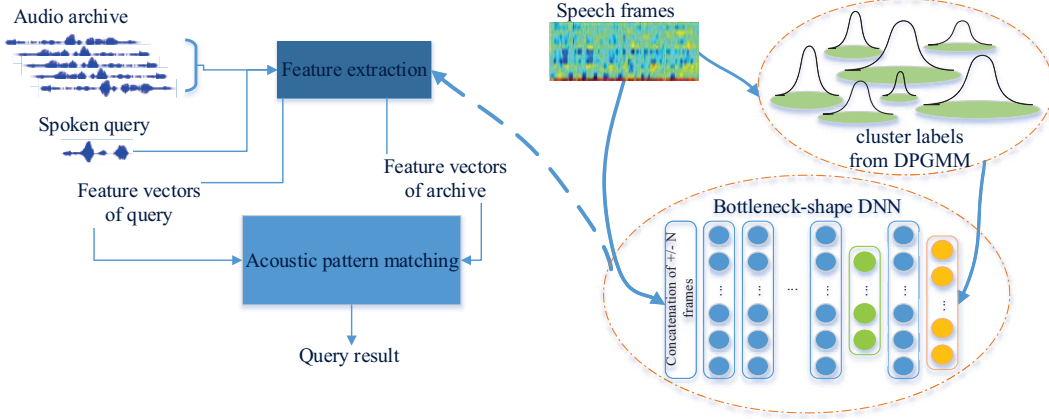 Audio archive
Feature extraction
Spoken query
Feature vectors
of query
Feature vectors
of archive
Acoustic pattern matching
Query result
Speech frames
cluster labels
from DPGMM
Bottleneck-shape DNN
Concatenation of +/- N
frames
...
...
...
...
...
...
...